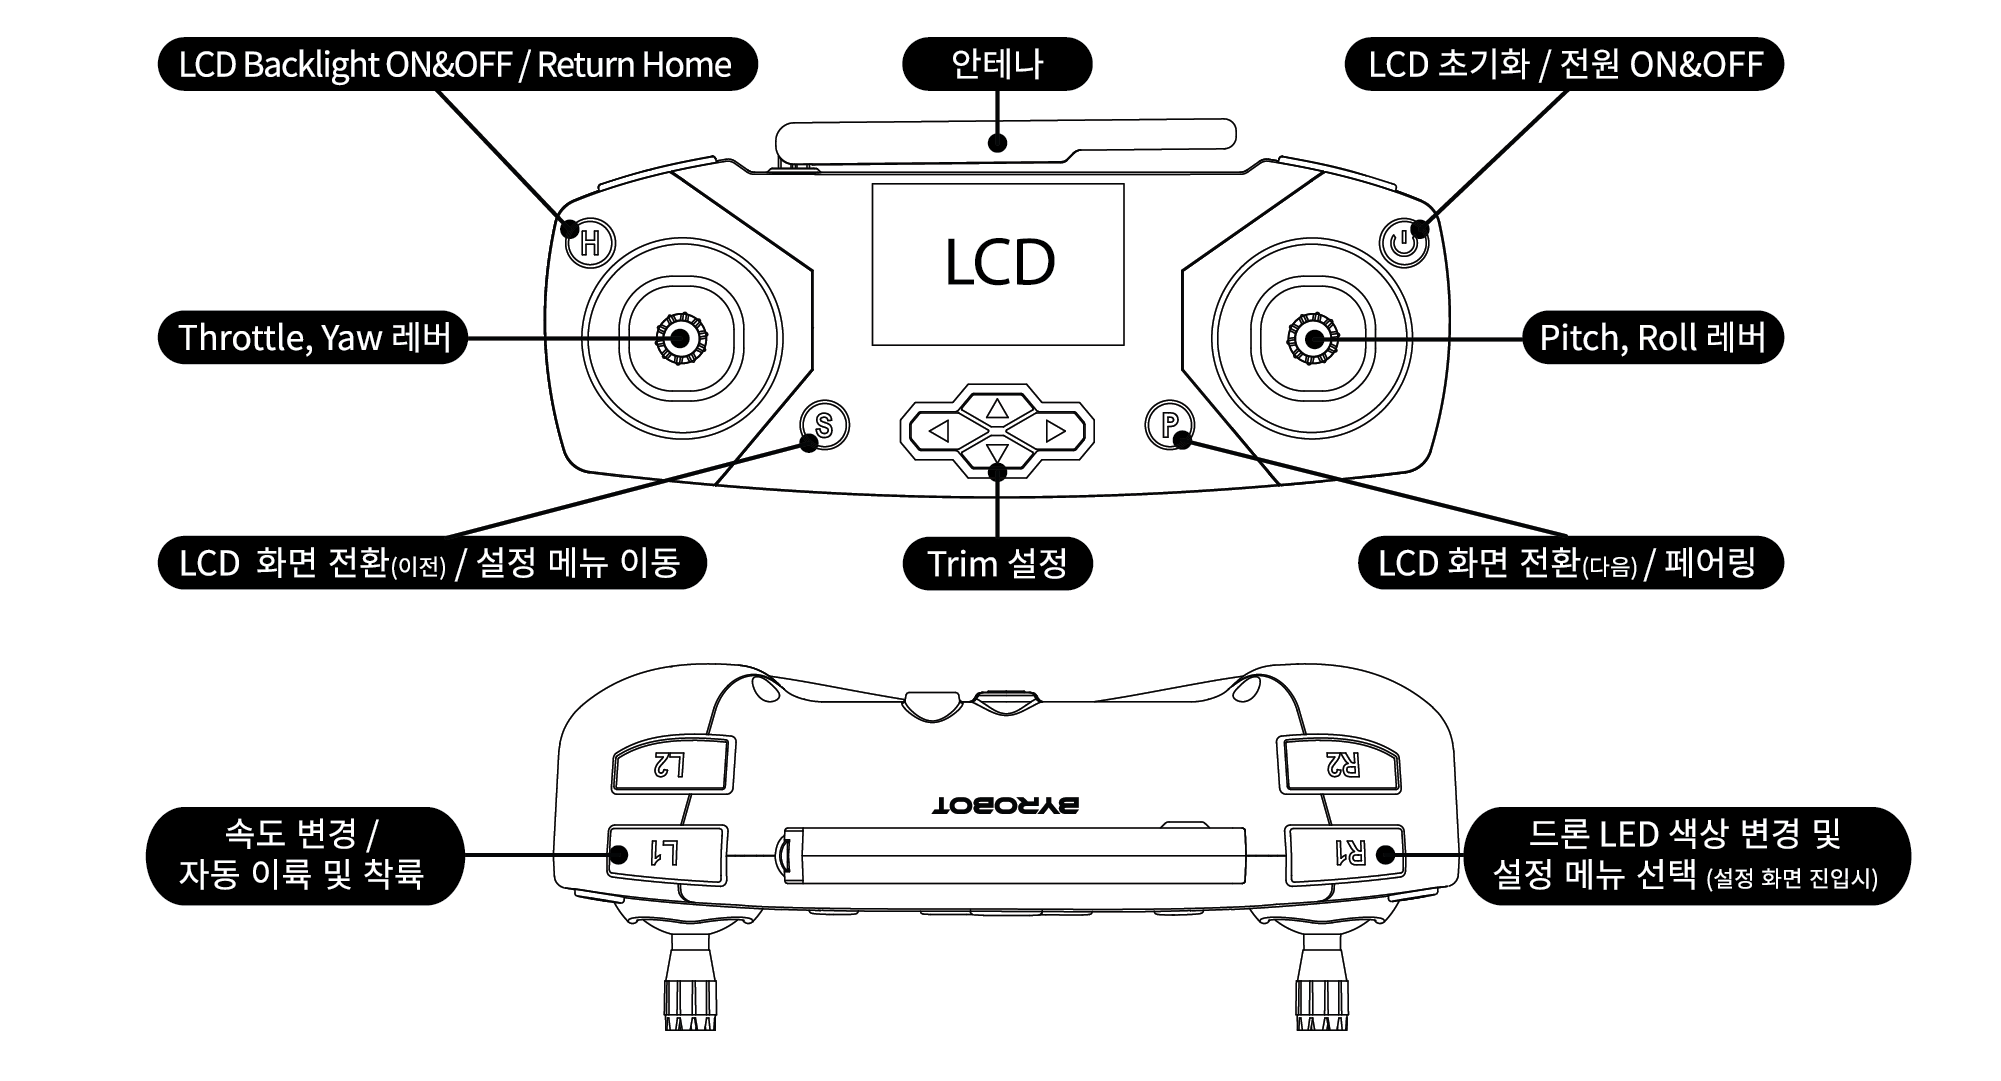 LCD Backlight ON&OFF / Return Home
안테나
LCD 초기화 / 전원 ON&OFF
H
LCD
Throttle, Yaw 레버
Pitch, Roll 레버
S
P
LCD 화면 전환(이전) / 설정 메뉴 이동
Trim 설정
LCD 화면 전환(다음) / 페어링
L2
R2
BYROBOT
속도 변경 /
자동 이륙 및 착륙
L1
R1
드론 LED 색상 변경 및
설정 메뉴 선택 (설정 화면 진입시)